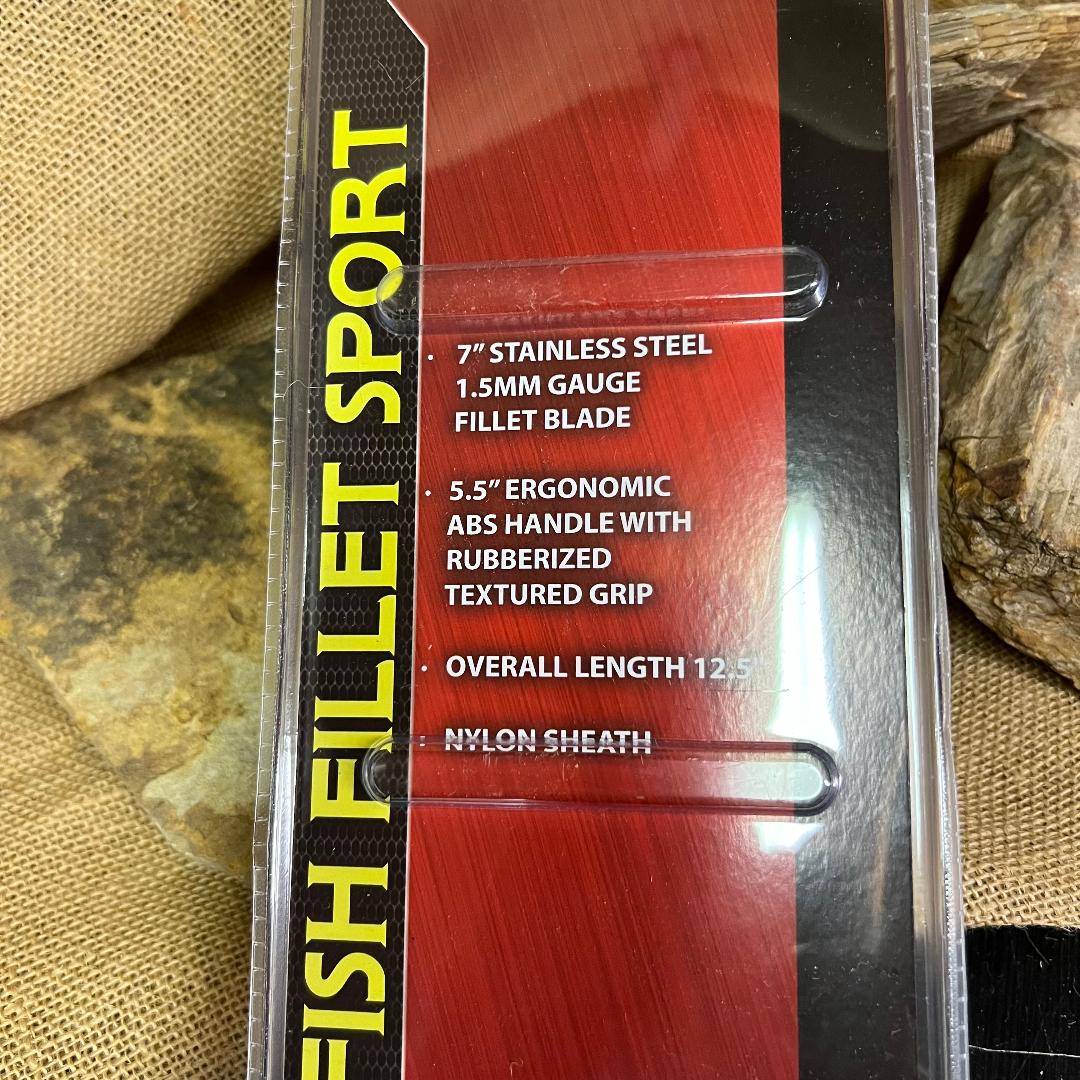 FISH FILLET SPORT
· 7” STAINLESS STEEL
1.5MM GAUGE
FILLET BLADE
· 5.5” ERGONOMIC
ABS HANDLE WITH
RUBBERIZED
TEXTURED GRIP
· OVERALL LENGTH 12.5”
· NYLON SHEATH